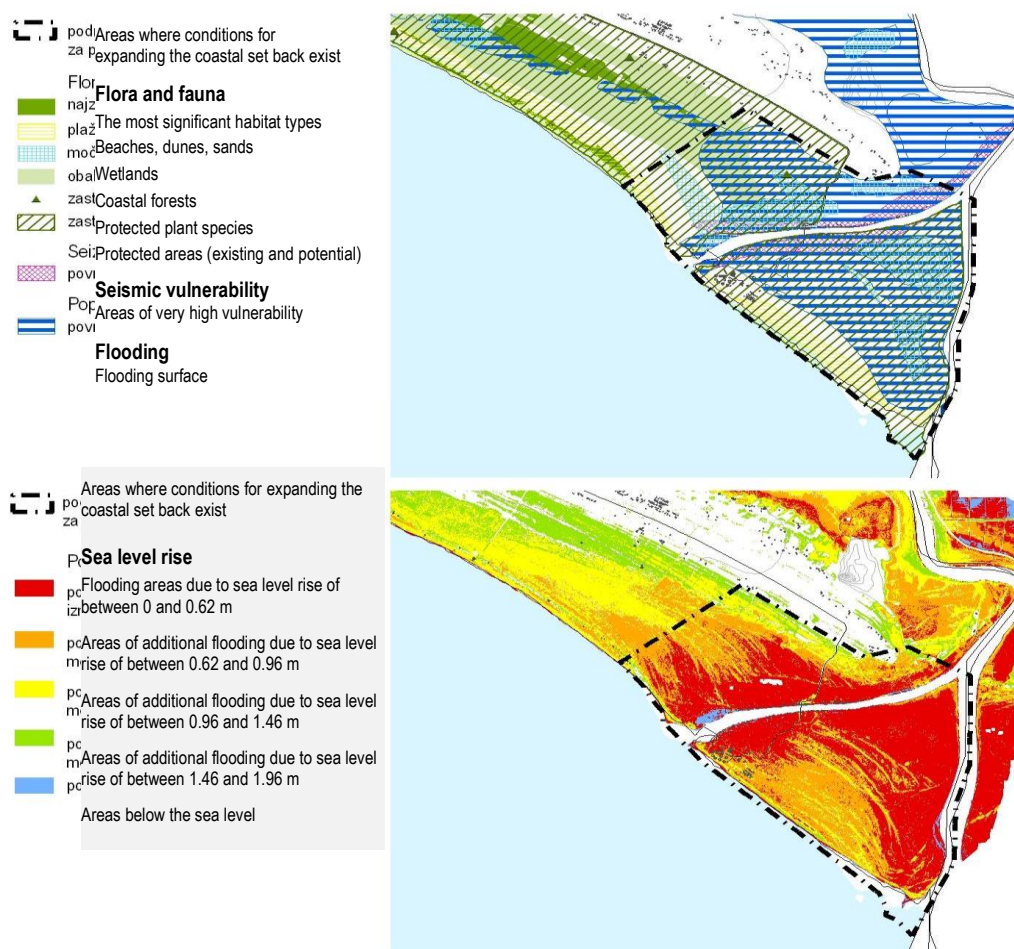 Areas where conditions for
expanding the coastal set back exist
Flora and fauna
The most significant habitat types
Beaches, dunes, sands
Wetlands
Coastal forests
Protected plant species
Protected areas (existing and potential)
Seismic vulnerability
Areas of very high vulnerability
Flooding
Flooding surface
Areas where conditions for expanding the
coastal set back exist
Sea level rise
Flooding areas due to sea level rise of
between 0 and 0.62 m
Areas of additional flooding due to sea level
rise of between 0.62 and 0.96 m
Areas of additional flooding due to sea level
rise of between 0.96 and 1.46 m
Areas of additional flooding due to sea level
rise of between 1.46 and 1.96 m
Areas below the sea level